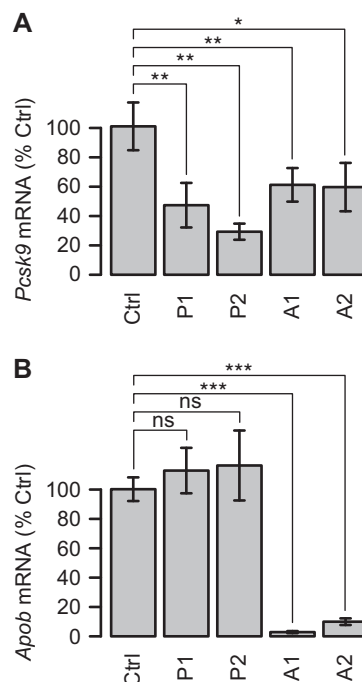 A
*
**
**
**
Pcsk9 mRNA (% Ctrl)
100
80
60
40
20
0
Ctrl
P1
P2
A1
A2
B
***
***
ns
ns
Apob mRNA (% Ctrl)
100
80
60
40
20
0
Ctrl
P1
P2
A1
A2